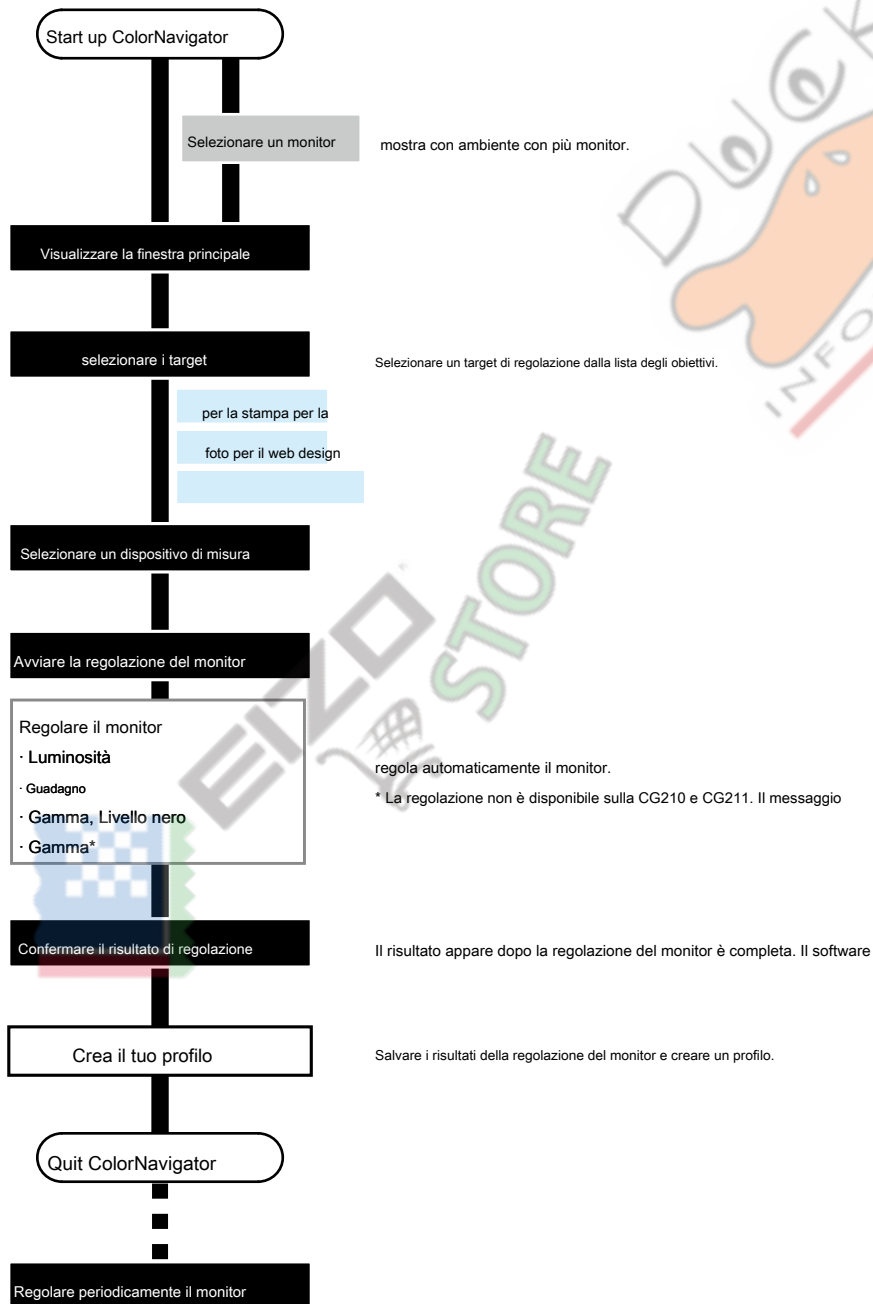 Start up ColorNavigator
Selezionare un monitor
mostra con ambiente con più monitor.
Visualizzare la finestra principale
selezionare i target
Selezionare un target di regolazione dalla lista degli obiettivi.
per la stampa per la
foto per il web design
Selezionare un dispositivo di misura
Avviare la regolazione del monitor
Regolare il monitor
· Luminosità
· Guadagno
· Gamma, Livello nero
· Gamma*
regola automaticamente il monitor.
* La regolazione non è disponibile sulla CG210 e CG211. Il messaggio
Confermare il risultato di regolazione
Il risultato appare dopo la regolazione del monitor è completa. Il software
Crea il tuo profilo
Salvare i risultati della regolazione del monitor e creare un profilo.
Quit ColorNavigator
Regolare periodicamente il monitor
EIZO
STORE